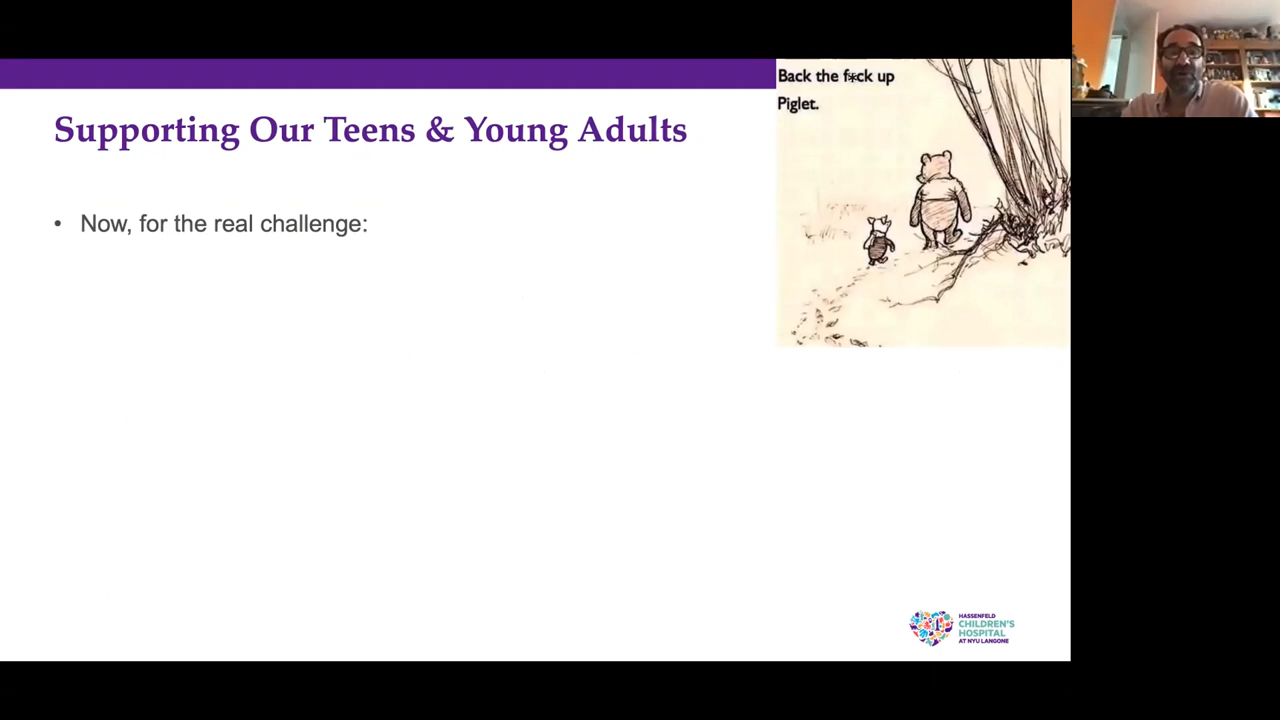 Back the f*ck up
Piglet.
Supporting Our Teens & Young Adults
• Now, for the real challenge:
HASSENFELD
CHILDREN'S
HOSPITAL
AT NYU LANGONE